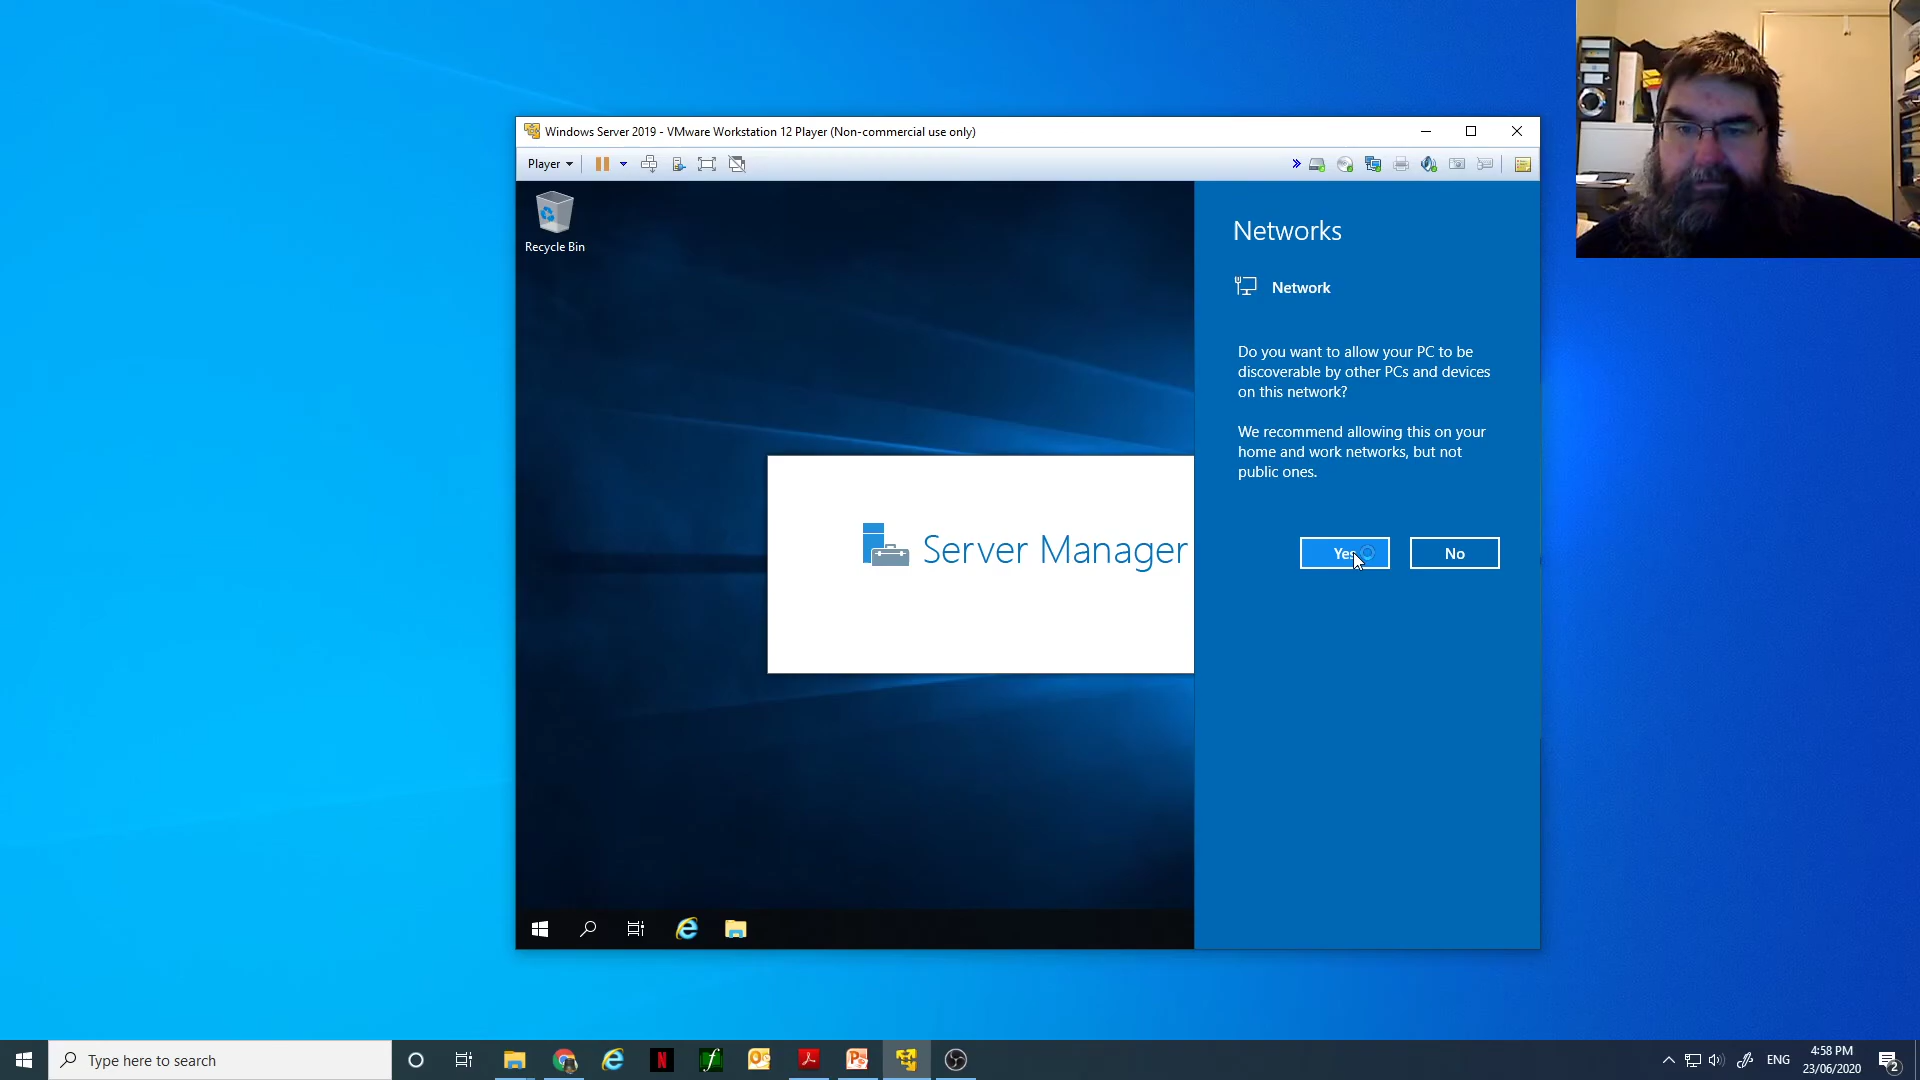 Windows Server 2019 - VMware Workstation 12 Player (Non-commercial use only)
Player
Recycle Bin
Networks
Network
Do you want to allow your PC to be
discoverable by other PCs and devices
on this network?
We recommend allowing this on your
home and work networks, but not
public ones.
Yes
No
Server Manager
Type here to search
ENG
4:58 PM
23/06/2020
2